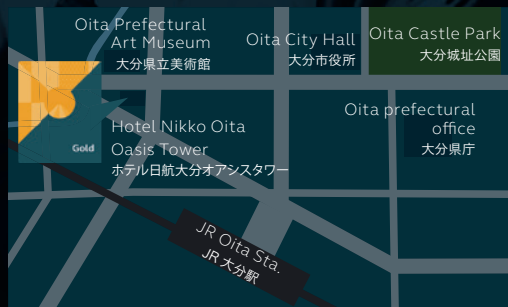 Oita Prefectural
Art Museum
大分県立美術館
Oita City Hall
大分市役所
Oita Castle Park
大分城址公園
Gold
Hotel Nikko Oita
Oasis Tower
ホテル日航大分オアシスタワー
Oita prefectural
office
大分県庁
JR Oita Sta.
JR 大分駅